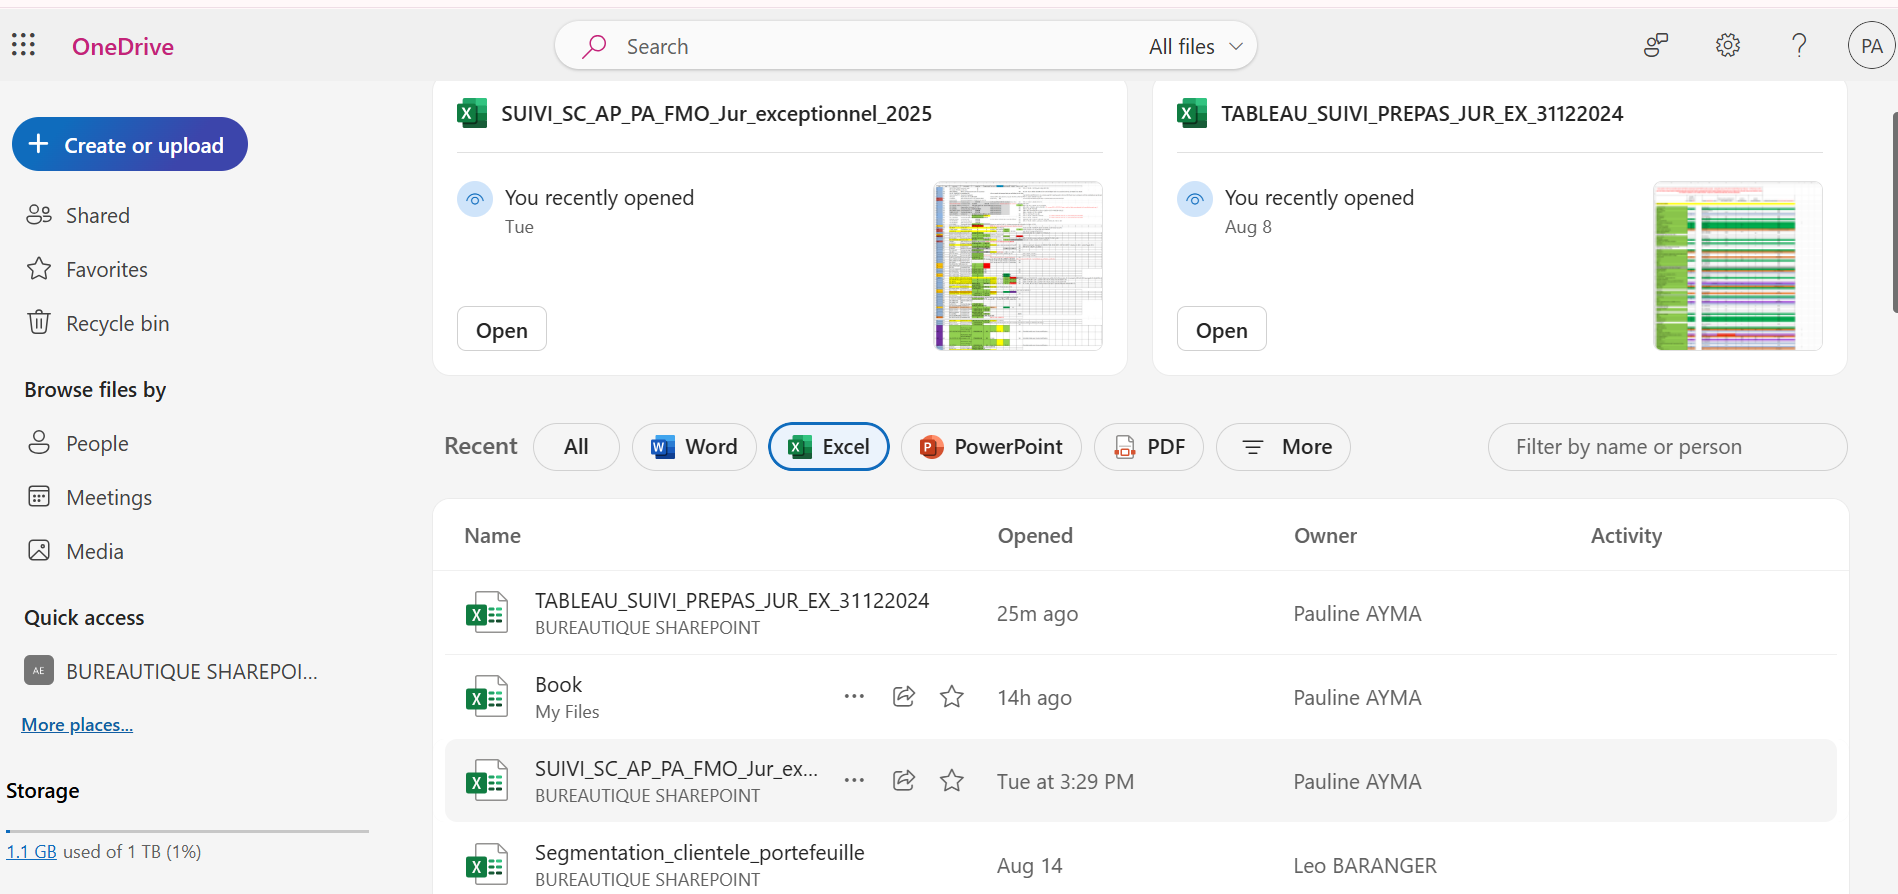 OneDrive
Search
All files
PA
Create or upload
Shared
Favorites
Recycle bin
Browse files by
People
Meetings
Media
Quick access
AE
BUREAUTIQUE SHAREPOI...
More places...
Storage
1.1 GB used of 1 TB (1%)
SUIVI_SC_AP_PA_FMO_Jur_exceptionnel_2025
You recently opened
Tue
Open
TABLEAU_SUIVI_PREPAS_JUR_EX_31122024
You recently opened
Aug 8
Open
Recent
All
Word
Excel
PowerPoint
PDF
More
Filter by name or person
Name Opened Owner Activity
TABLEAU_SUIVI_PREPAS_JUR_EX_31122024
BUREAUTIQUE SHAREPOINT
25m ago
Pauline AYMA
Book
My Files
14h ago
Pauline AYMA
SUIVI_SC_AP_PA_FMO_Jur_ex...
BUREAUTIQUE SHAREPOINT
Tue at 3:29 PM
Pauline AYMA
Segmentation_clientele_portefeuille
BUREAUTIQUE SHAREPOINT
Aug 14
Leo BARANGER